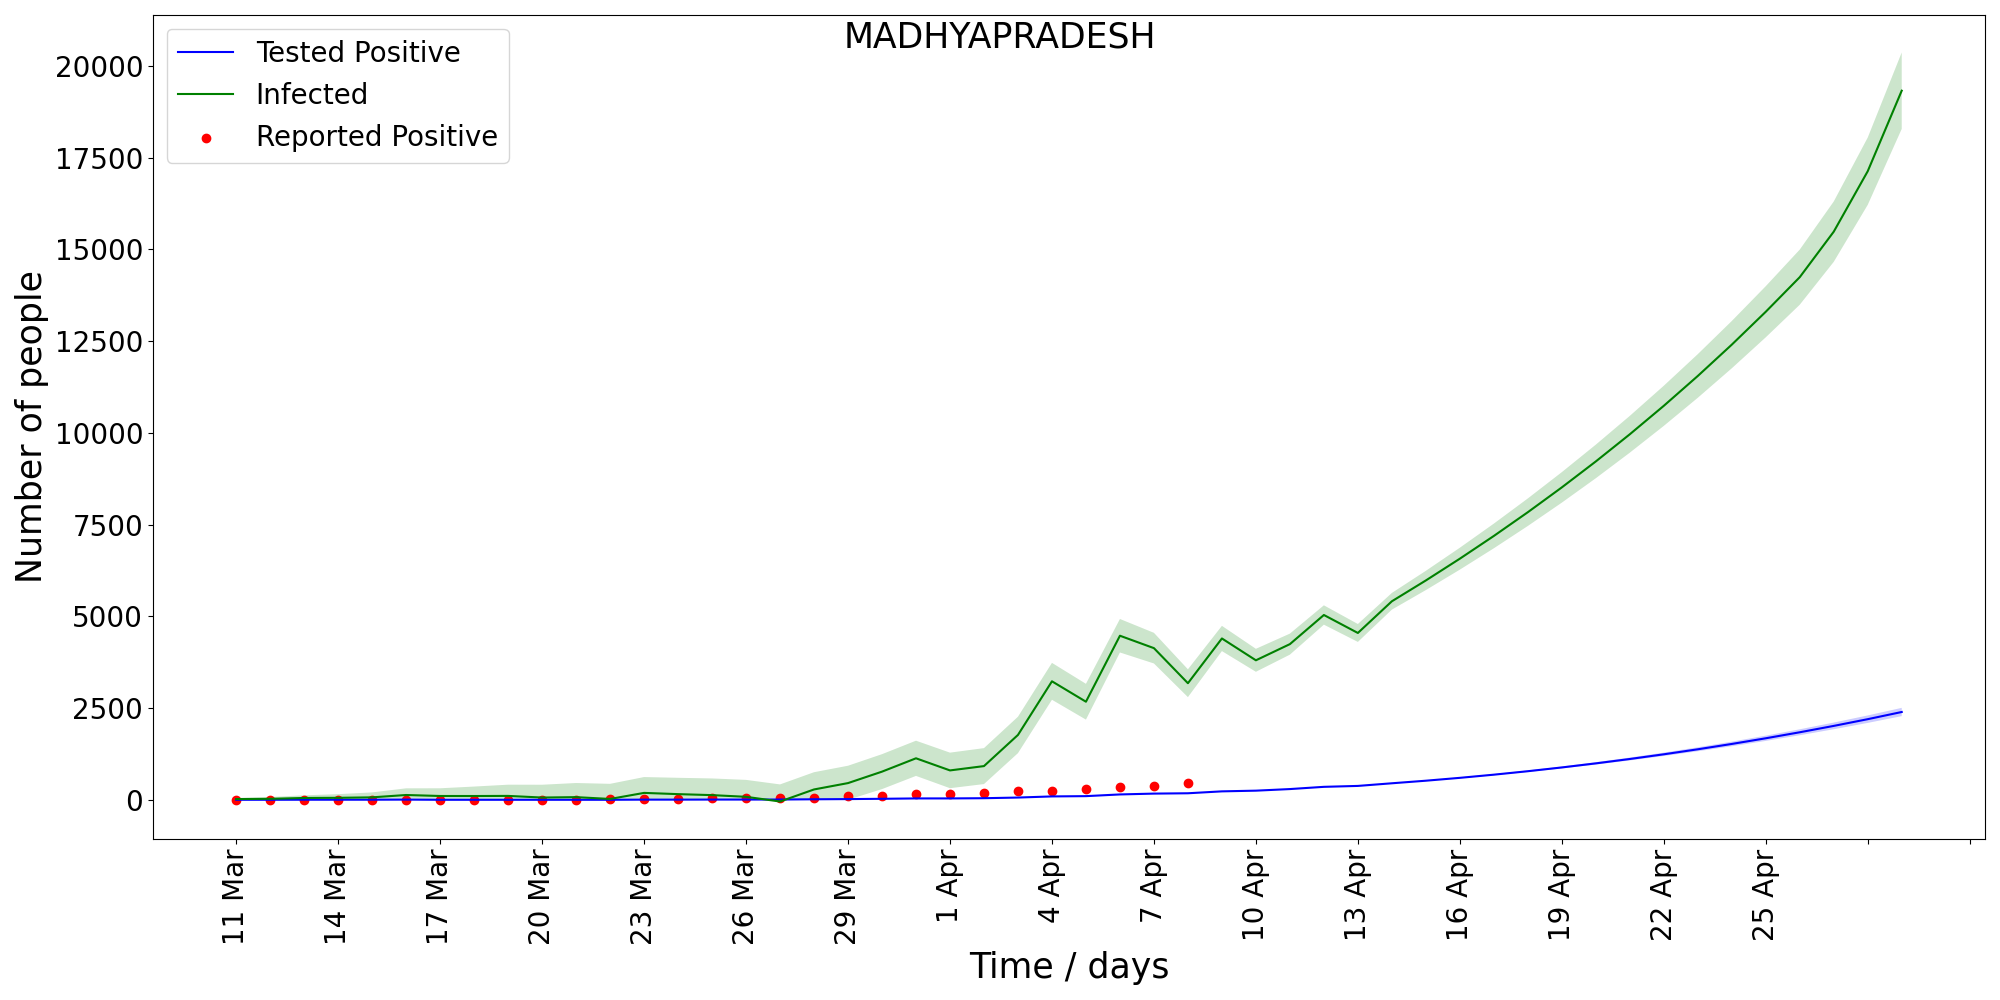 MADHYAPRADESH
Tested Positive
Infected
Reported Positive
Number of people
20000
17500
15000
12500
10000
7500
5000
2500
0
11 Mar
14 Mar
17 Mar
20 Mar
23 Mar
26 Mar
29 Mar
1 Apr
4 Apr
7 Apr
10 Apr
13 Apr
16 Apr
19 Apr
22 Apr
25 Apr
Time / days